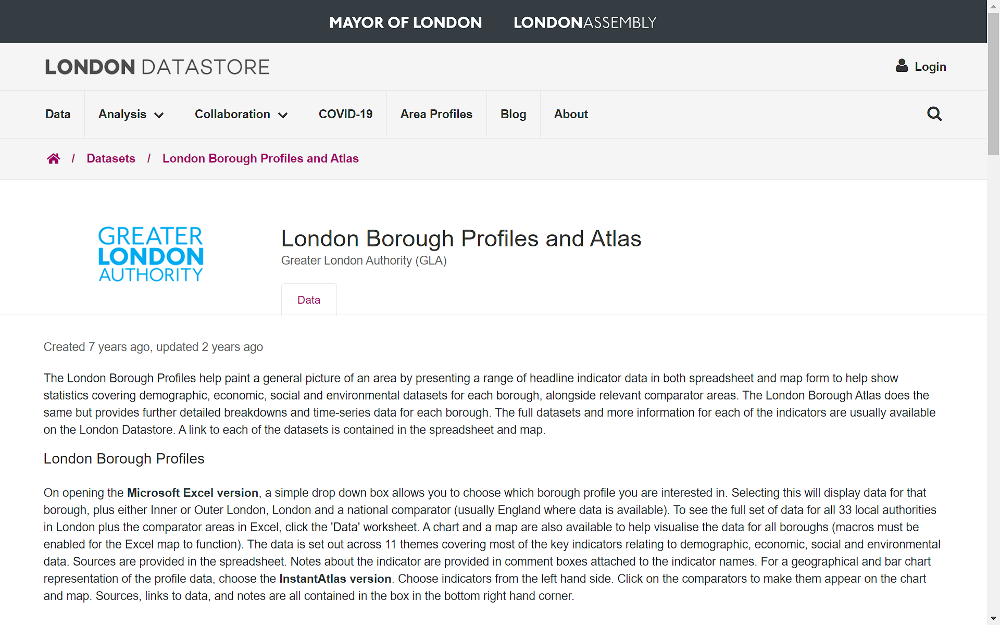 MAYOR OF LONDON LONDONASSEMBLY
LONDON DATASTORE
Login
Data Analysis Collaboration COVID-19 Area Profiles Blog About
/ Datasets / London Borough Profiles and Atlas
GREATER
LONDON
AUTHORITY
London Borough Profiles and Atlas
Greater London Authority (GLA)
Data
Created 7 years ago, updated 2 years ago
The London Borough Profiles help paint a general picture of an area by presenting a range of headline indicator data in both spreadsheet and map form to help show
statistics covering demographic, economic, social and environmental datasets for each borough, alongside relevant comparator areas. The London Borough Atlas does the
same but provides further detailed breakdowns and time-series data for each borough. The full datasets and more information for each of the indicators are usually available
on the London Datastore. A link to each of the datasets is contained in the spreadsheet and map.
London Borough Profiles
On opening the Microsoft Excel version, a simple drop down box allows you to choose which borough profile you are interested in. Selecting this will display data for that
borough, plus either Inner or Outer London, London and a national comparator (usually England where data is available). To see the full set of data for all 33 local authorities
in London plus the comparator areas in Excel, click the 'Data' worksheet. A chart and a map are also available to help visualise the data for all boroughs (macros must be
enabled for the Excel map to function). The data is set out across 11 themes covering most of the key indicators relating to demographic, economic, social and environmental
data. Sources are provided in the spreadsheet. Notes about the indicator are provided in comment boxes attached to the indicator names. For a geographical and bar chart
representation of the profile data, choose the InstantAtlas version. Choose indicators from the left hand side. Click on the comparators to make them appear on the chart
and map. Sources, links to data, and notes are all contained in the box in the bottom right hand corner.